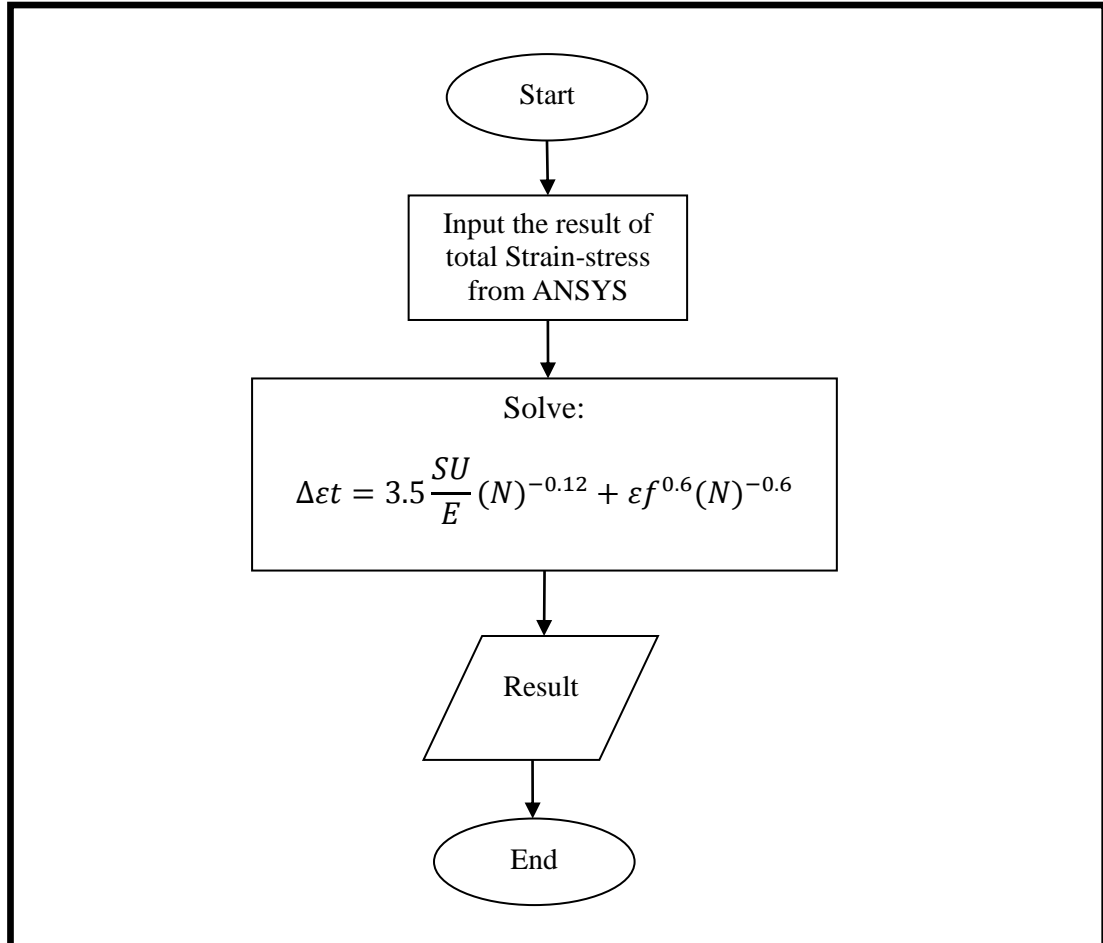 Start
Input the result of
total Strain-stress
from ANSYS
Solve:
Δεt = 3.5 SU/E (N)^−0.12 + εf^0.6 (N)^−0.6
Result
End